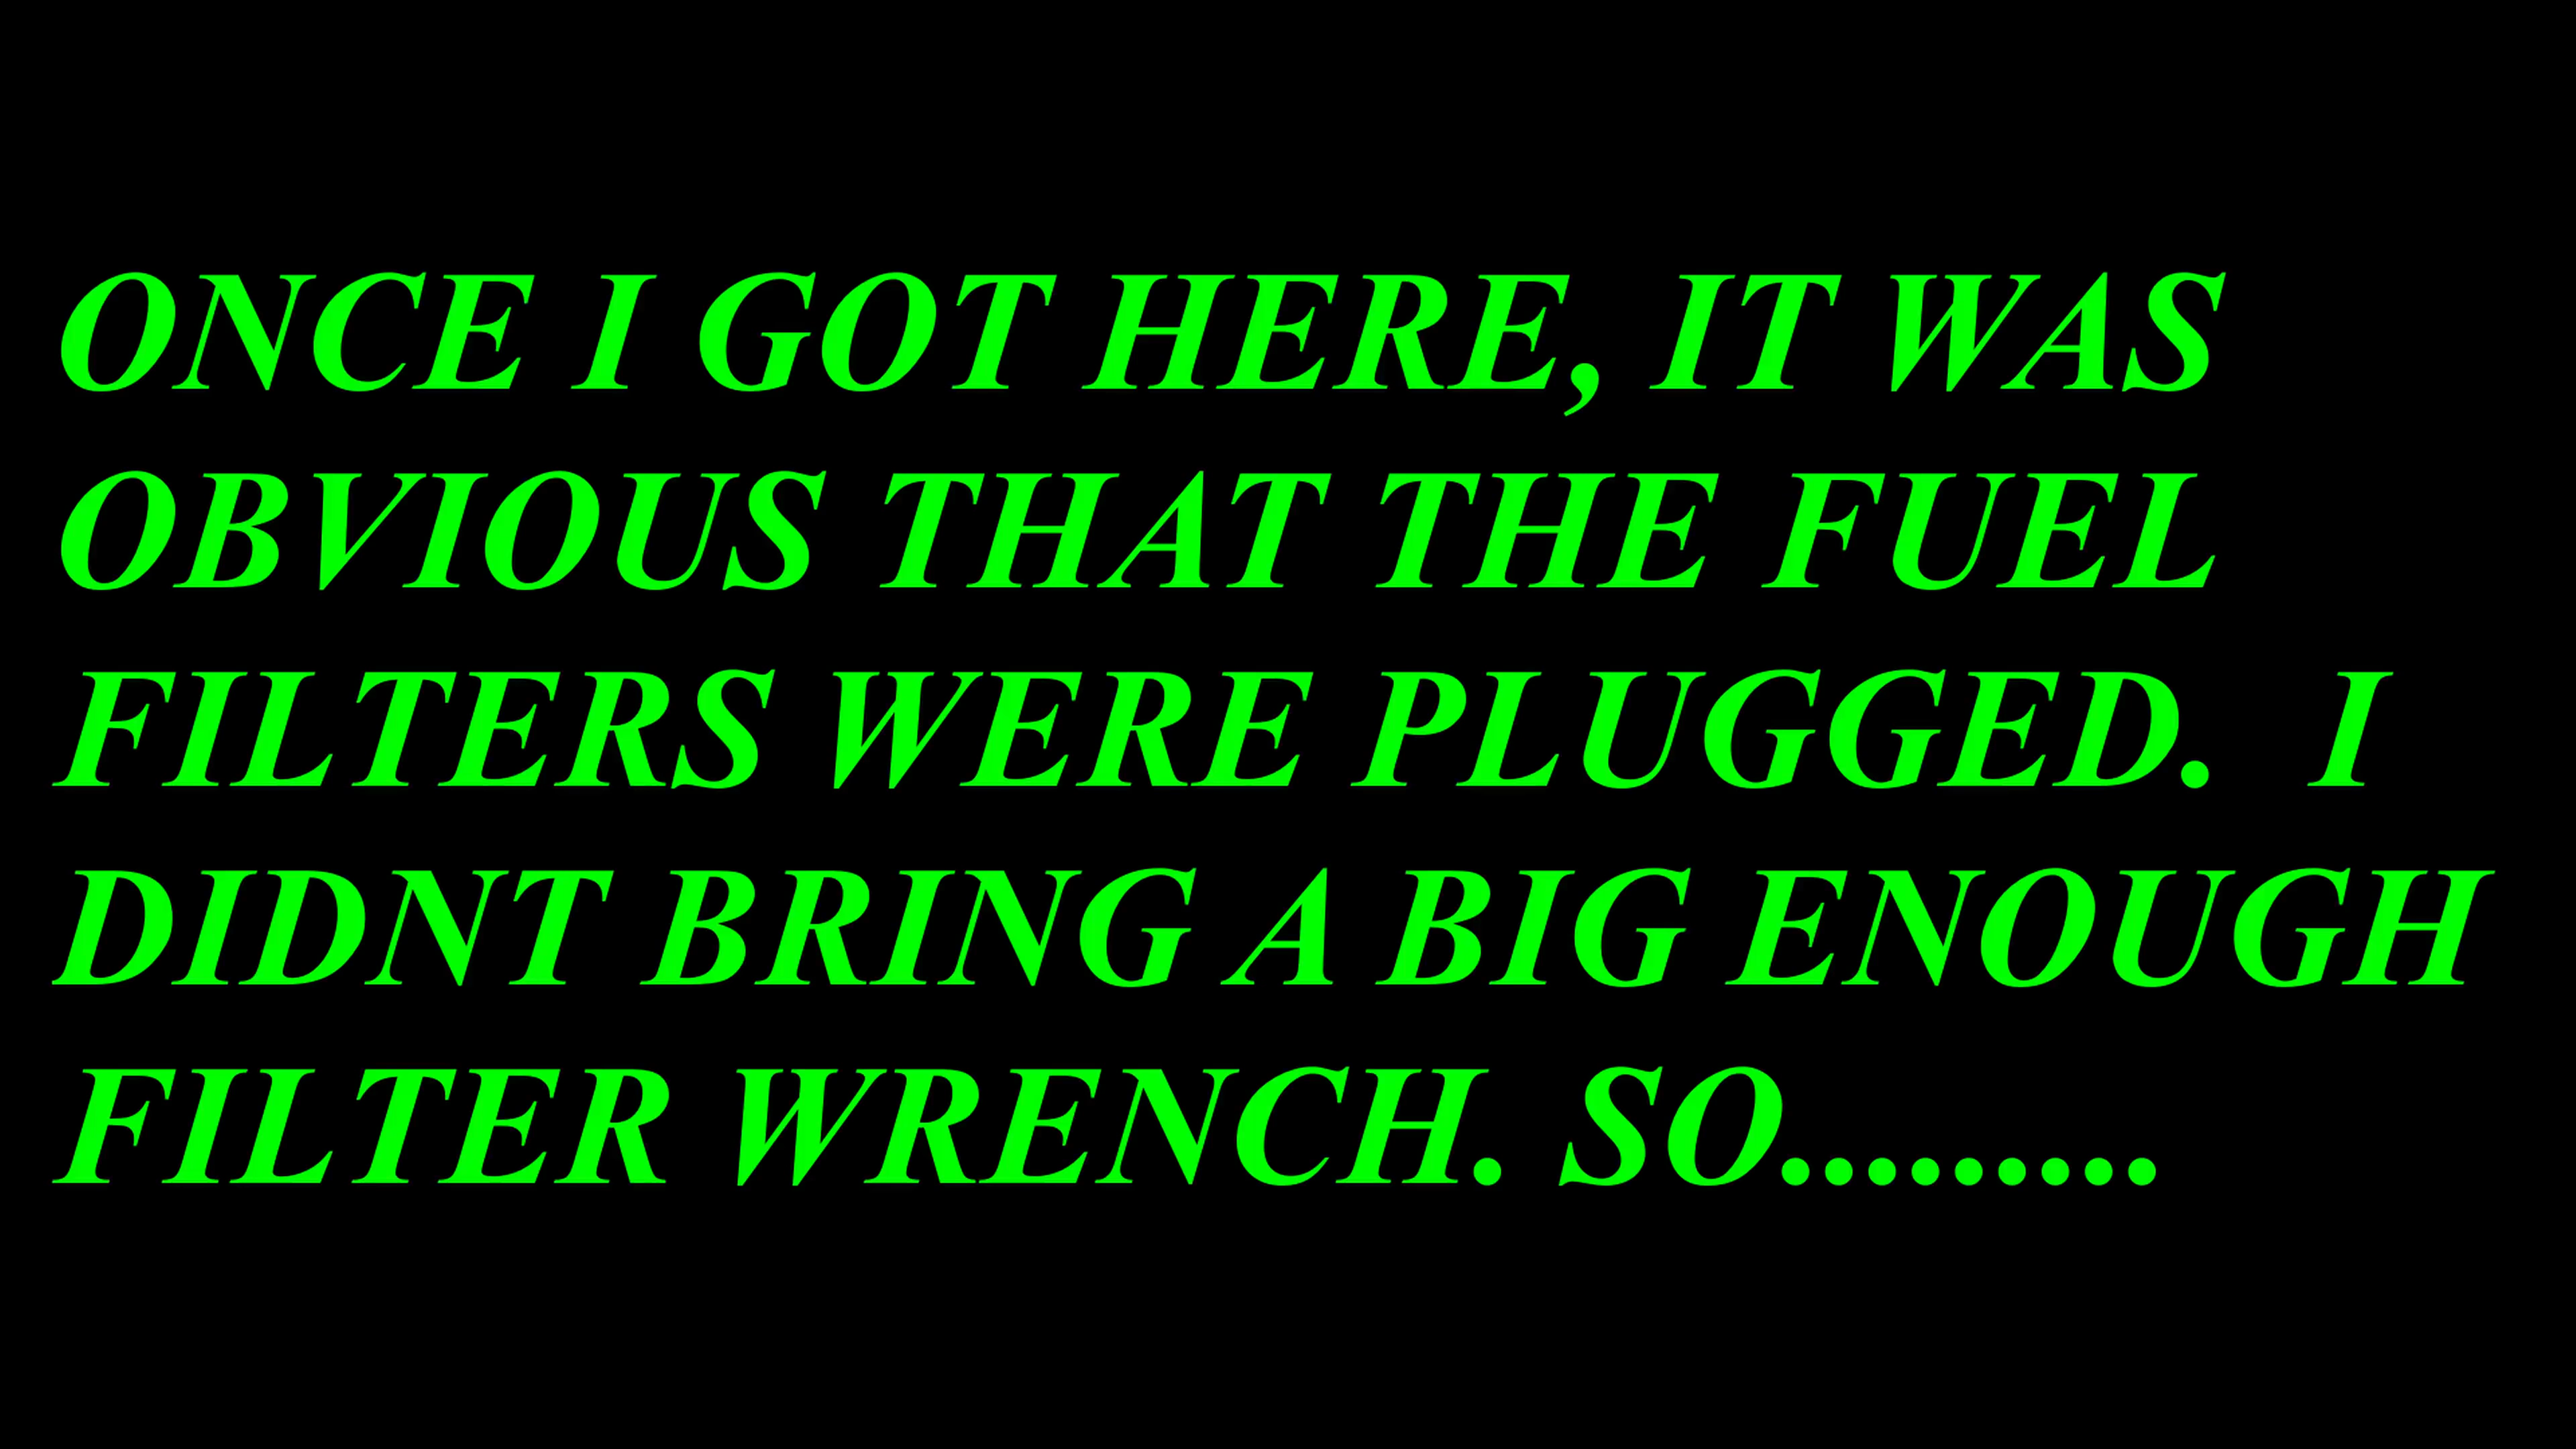 ONCE I GOT HERE, IT WAS
OBVIOUS THAT THE FUEL
FILTERS WERE PLUGGED.  I
DIDNT BRING A BIG ENOUGH
FILTER WRENCH. SO.........